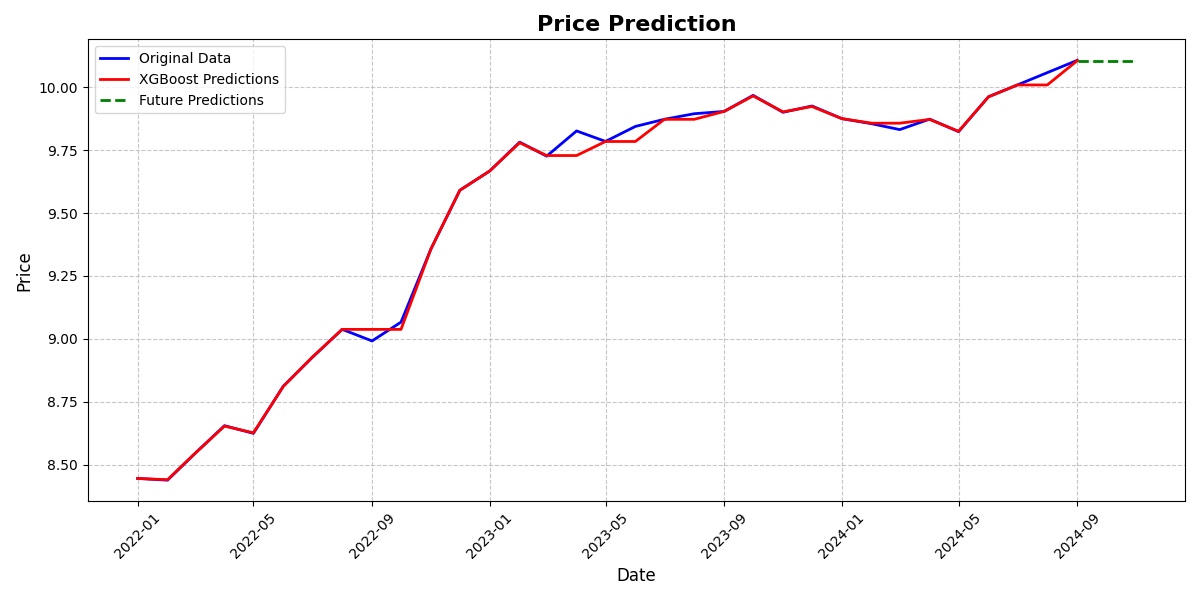 Price Prediction
Original Data
XGBoost Predictions
Future Predictions
10.00
9.75
9.50
9.25
9.00
8.75
8.50
Price
2022-01
2022-05
2022-09
2023-01
2023-05
2023-09
2024-01
2024-05
2024-09
Date